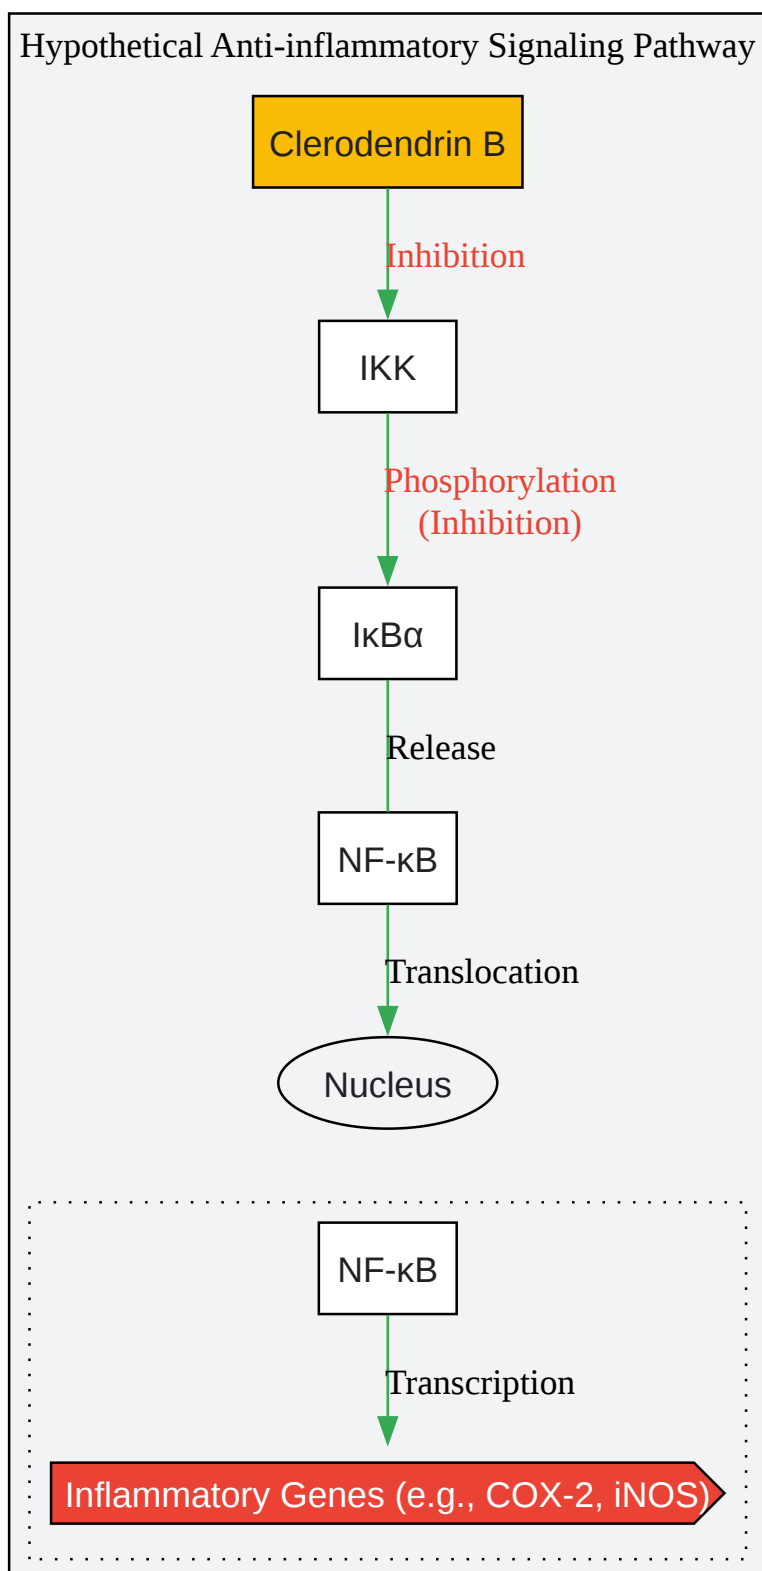 Hypothetical Anti-inflammatory Signaling Pathway
Clerodendrin B
Inhibition
IKK
Phosphorylation
(Inhibition)
IκBα
Release
NF-κB
Translocation
Nucleus
NF-κB
Transcription
Inflammatory Genes (e.g., COX-2, iNOS)